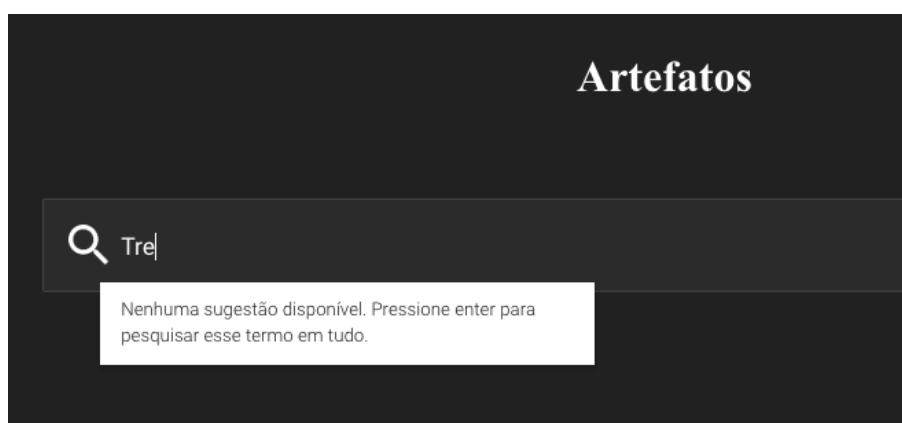 Artefatos
Tre
Nenhuma sugestão disponível. Pressione enter para
pesquisar esse termo em tudo.